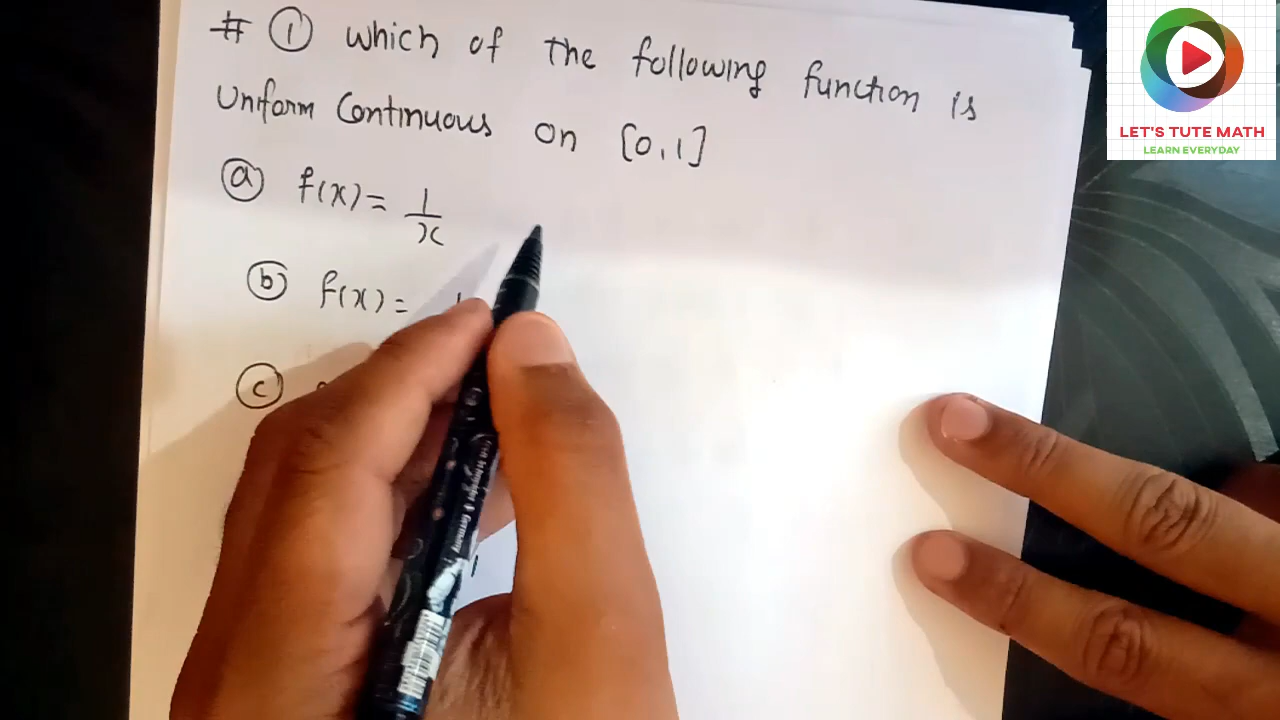 # ① Which of the following function is
Uniform Continuous on [0,1]
ⓐ f(x) = 1/x
ⓑ f(x) =
ⓒ
LET'S TUTE MATH
LEARN EVERYDAY